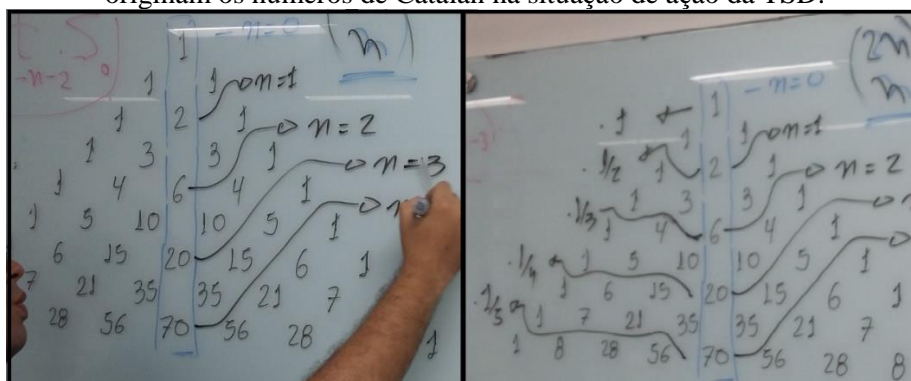 originam os números de Catalan na situação de ação da TSD.
-n-2
1 - n=0
(n)
1 1 → n=1
1 2 1 → n=2
1 3 3 1 → n=3
1 4 6 4 1
1 5 10 10 5 1
6 15 20 15 6 1
7 21 35 35 21 7
28 56 70 56 28 1
(2n n)
·1 ← 1 - n=0
1 1 → n=1
·1/2 1 2 1 → n=2
1 3 3 1
·1/3 1 4 6 4 1
·1/4 1 5 10 10 5 1
1 6 15 20 15 6 1
·1/5 1 7 21 35 35 21 7
1 8 28 56 70 56 28 8